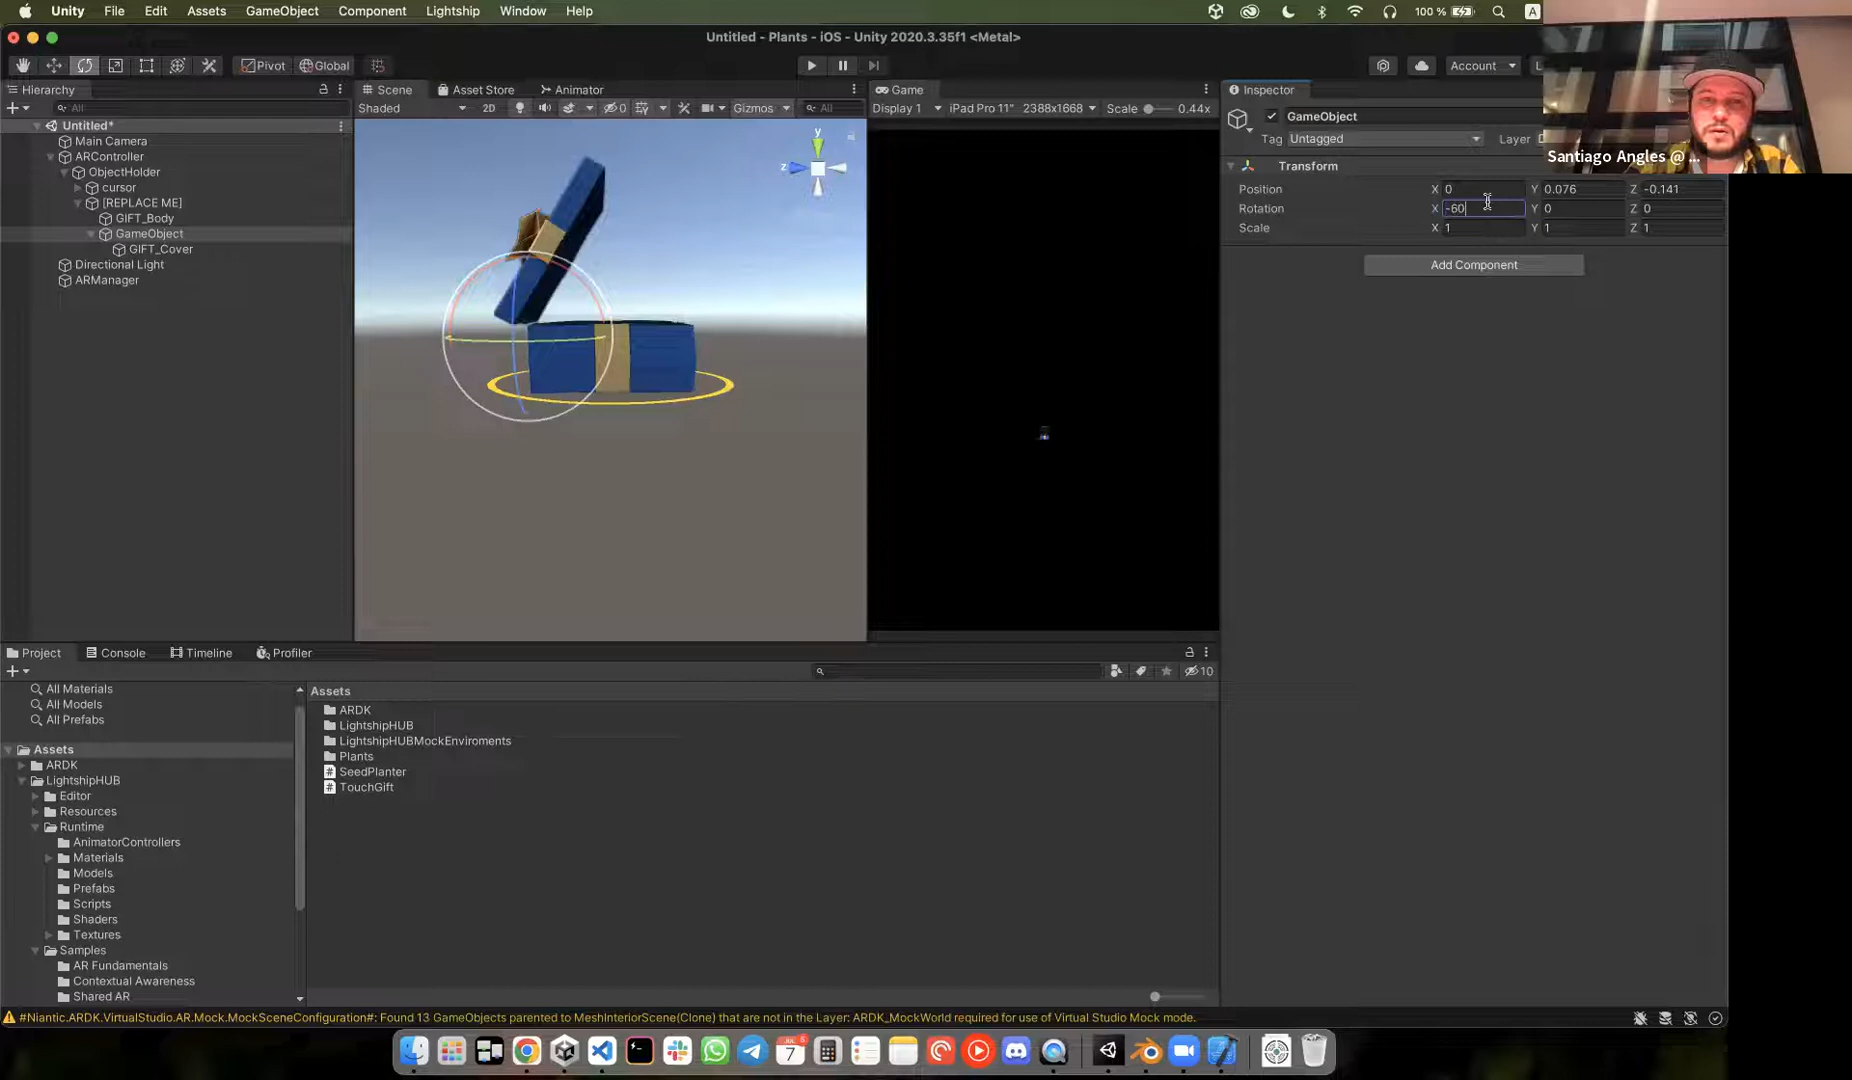 Unity File Edit Assets GameObject Component Lightship Window Help 100 % A
Untitled - Plants - iOS - Unity 2020.3.35f1 <Metal>
Pivot Global Account
Hierarchy Scene Asset Store Animator Game Inspector
All Shaded 2D 0 Gizmos All Display 1 iPad Pro 11" 2388x1668 Scale 0.44x
GameObject
Untitled*
Tag Untagged Layer
Main Camera
ARController
ObjectHolder
cursor
[REPLACE ME]
GIFT_Body
GameObject
GIFT_Cover
Directional Light
ARManager
y
z
Transform
Position X 0 Y 0.076 Z -0.141
Rotation X -60 Y 0 Z 0
Scale X 1 Y 1 Z 1
Add Component
Santiago Angles @ ...
Project Console Timeline Profiler
10
All Materials
All Models
All Prefabs
Assets
ARDK
LightshipHUB
Editor
Resources
Runtime
AnimatorControllers
Materials
Models
Prefabs
Scripts
Shaders
Textures
Samples
AR Fundamentals
Contextual Awareness
Shared AR
Assets
ARDK
LightshipHUB
LightshipHUBMockEnviroments
Plants
SeedPlanter
TouchGift
#Niantic.ARDK.VirtualStudio.AR.Mock.MockSceneConfiguration#: Found 13 GameObjects parented to MeshInteriorScene(Clone) that are not in the Layer: ARDK_MockWorld required for use of Virtual Studio Mock mode.
7